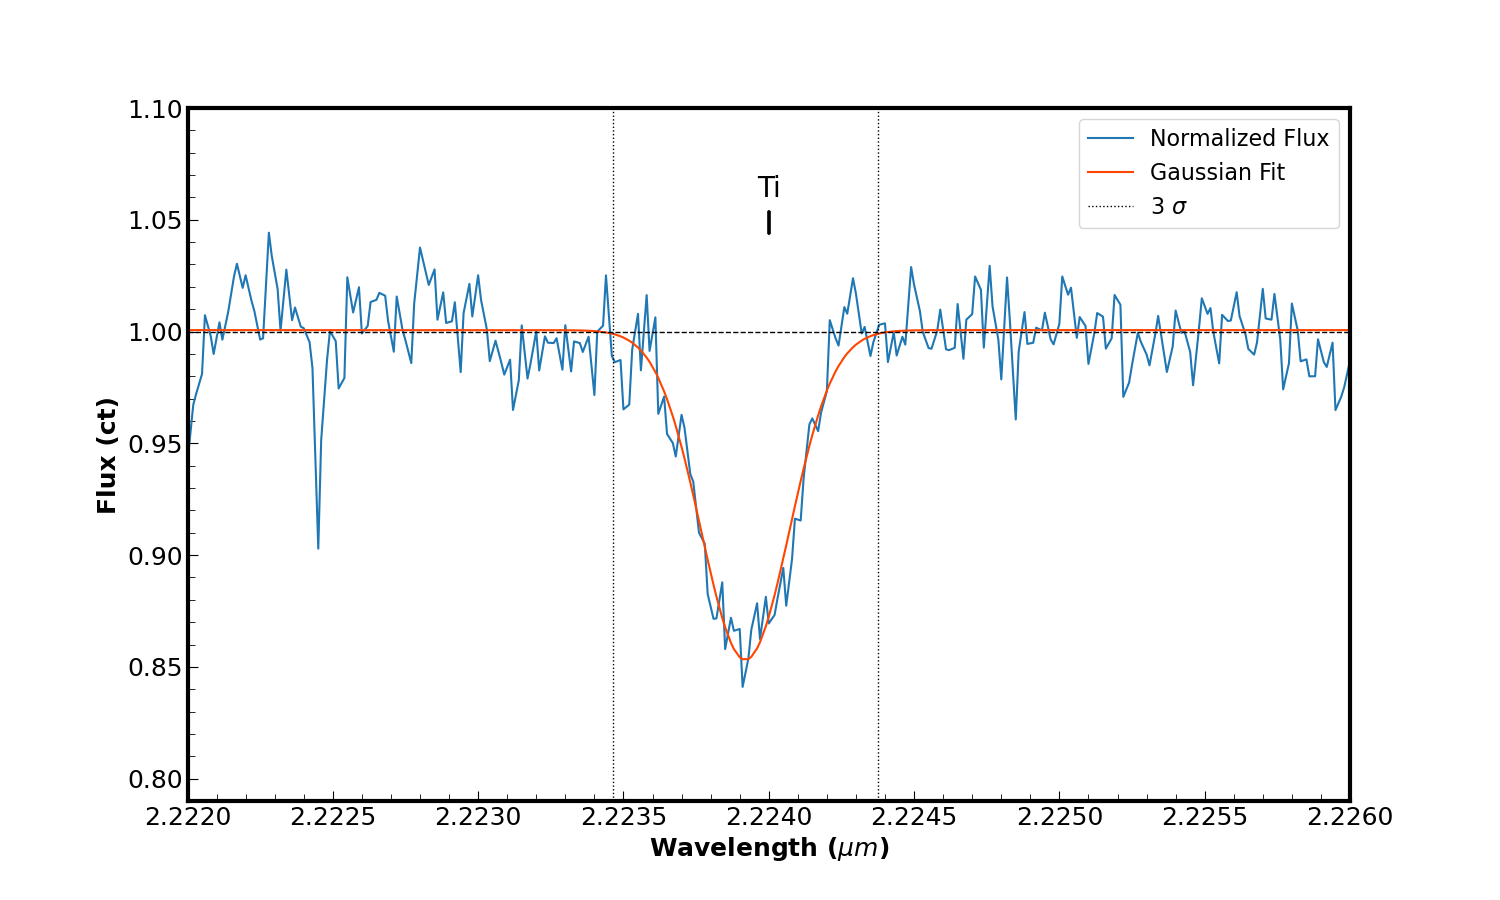 1.10
Normalized Flux
Gaussian Fit
3 σ
Ti
1.05
1.00
0.95
0.90
0.85
0.80
Flux (ct)
2.2220 2.2225 2.2230 2.2235 2.2240 2.2245 2.2250 2.2255 2.2260
Wavelength (μm)